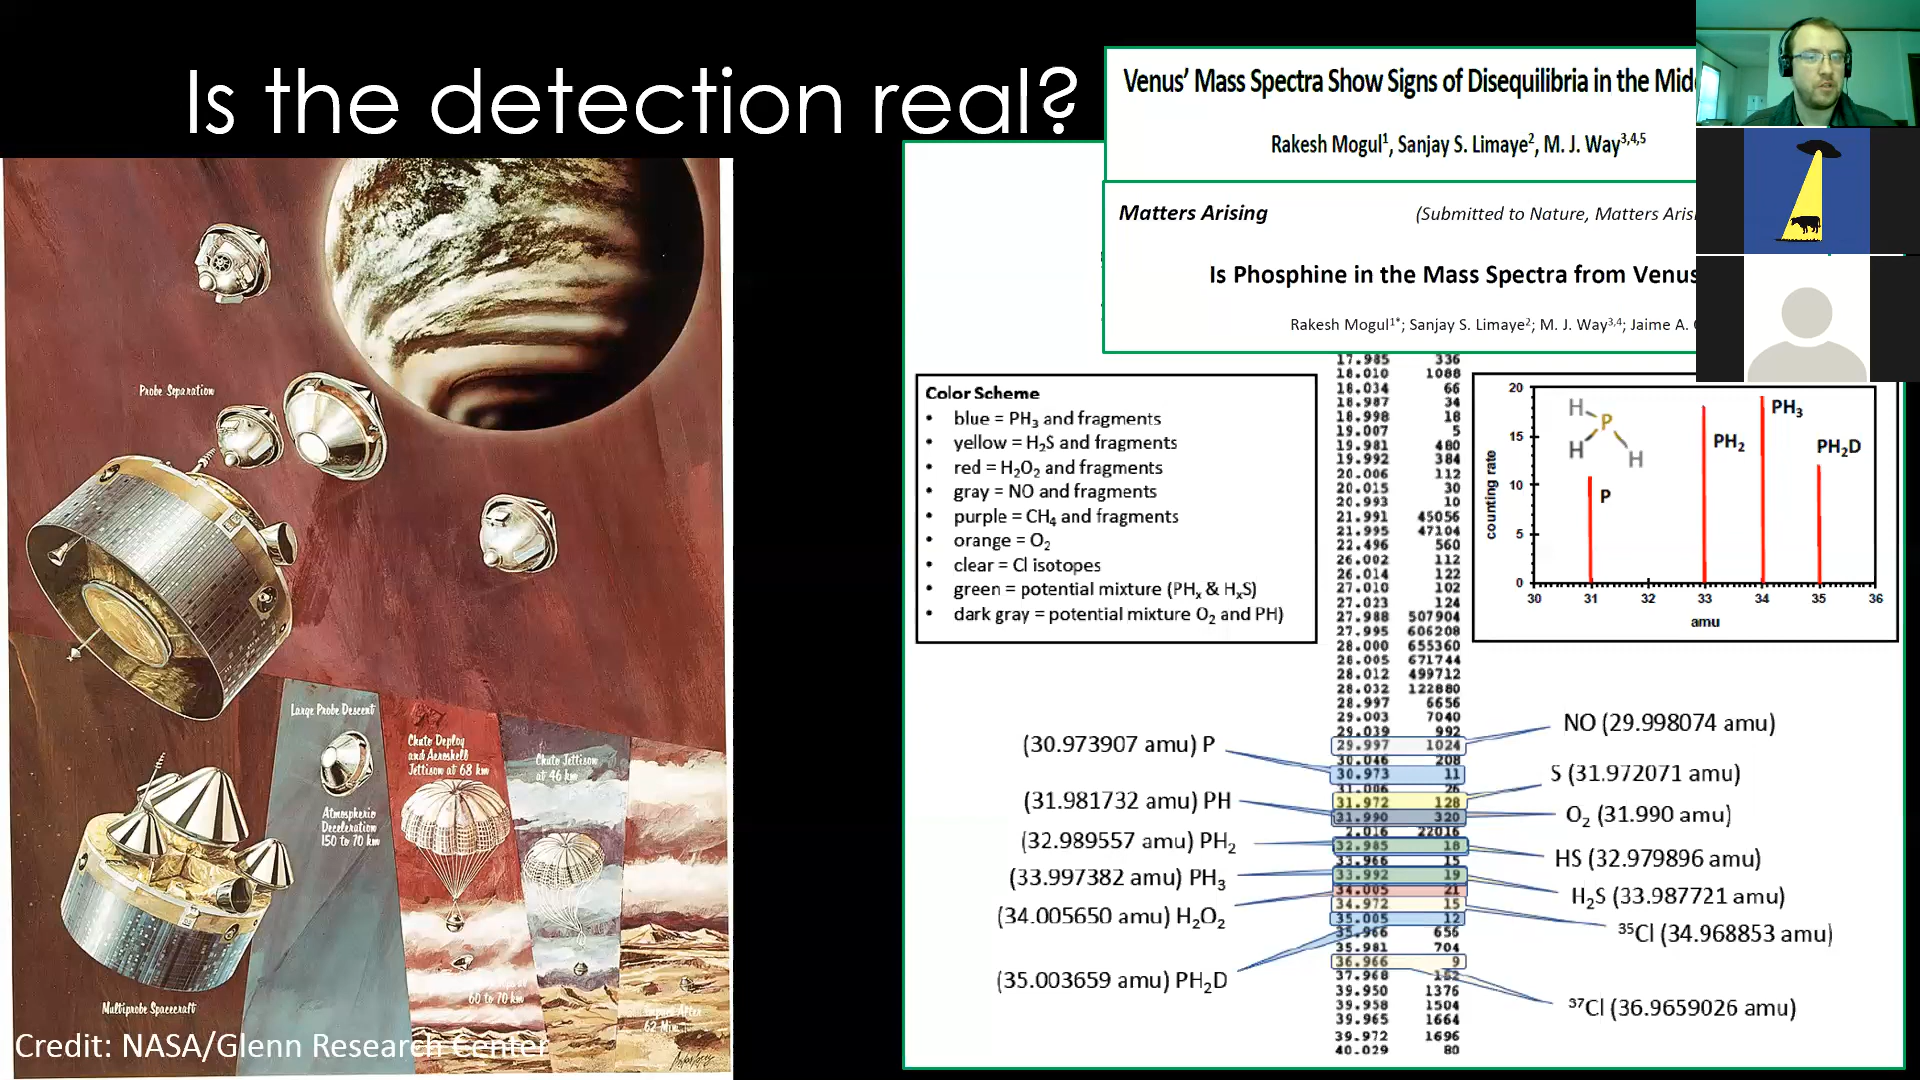 Is the detection real?
Venus' Mass Spectra Show Signs of Disequilibria in the
Rakesh Mogul1, Sanjay S. Limaye2, M. J. Way3,4,5
Matters Arising
(Submitted to Nature, Matters
Is Phosphine in the Mass Spectra from Venus
Rakesh Mogul1*; Sanjay S. Limaye2; M. J. Way3,4; Jaime A.
Probe Separation
Large Probe Descent
Chute Deploy
and Aeroshell
Jettison at 68 km
Chute Jettison
at 46 km
Atmospheric
Deceleration
150 to 70 km
60 to 70 km
Impact After
62 Min
Multiprobe Spacecraft
Credit: NASA/Glenn Research Center
Color Scheme
• blue = PH3 and fragments
• yellow = H2S and fragments
• red = H2O2 and fragments
• gray = NO and fragments
• purple = CH4 and fragments
• orange = O2
• clear = Cl isotopes
• green = potential mixture (PHx & HxS)
• dark gray = potential mixture O2 and PH)
17.985 336
18.010 1088
18.034 66
18.987 34
18.998 18
19.007 5
19.981 480
19.992 384
20.006 112
20.015 30
20.993 10
21.991 45056
21.995 47104
22.496 560
26.002 112
26.014 122
27.010 102
27.023 124
27.988 507904
27.995 606208
28.000 655360
28.005 671744
28.012 499712
28.032 122880
28.997 6656
29.003 7040
29.039 992
29.997 1024
30.046 208
30.973 11
31.006 26
31.972 128
31.990 320
2.016 22016
32.985 18
33.966 15
33.992 19
34.005 21
34.972 15
35.005 12
35.966 656
35.981 704
36.966 9
37.968 152
39.950 1376
39.958 1504
39.965 1664
39.972 1696
40.029 80
20
15
10
5
0
counting rate
30 31 32 33 34 35 36
amu
H
P
H
H
P
PH2
PH3
PH2D
(30.973907 amu) P
(31.981732 amu) PH
(32.989557 amu) PH2
(33.997382 amu) PH3
(34.005650 amu) H2O2
(35.003659 amu) PH2D
NO (29.998074 amu)
S (31.972071 amu)
O2 (31.990 amu)
HS (32.979896 amu)
H2S (33.987721 amu)
35Cl (34.968853 amu)
37Cl (36.9659026 amu)